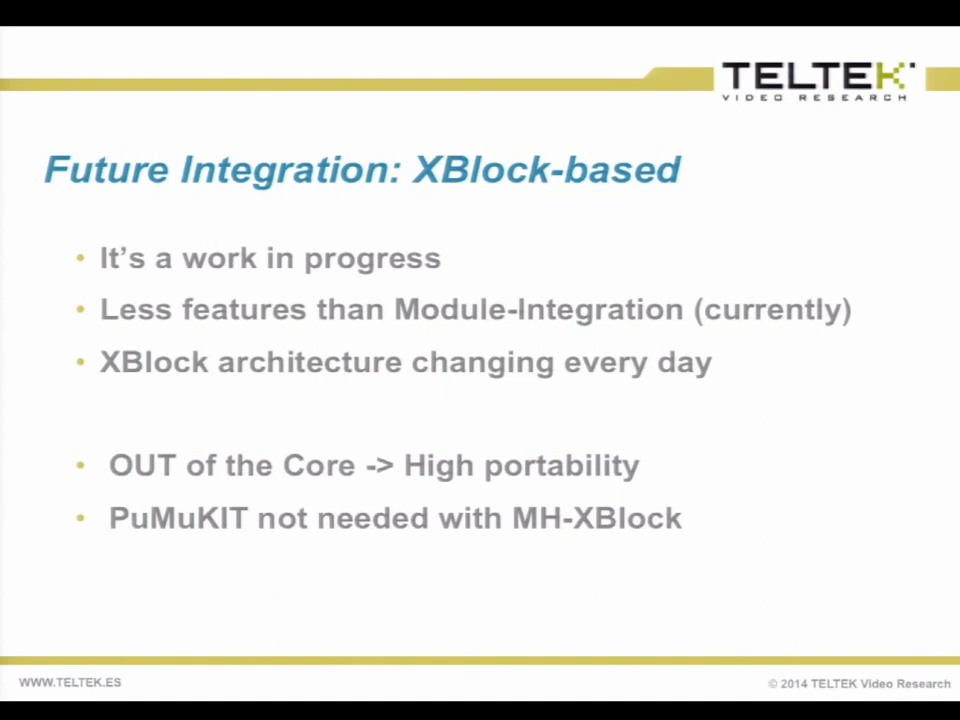 TELTEK
VIDEO RESEARCH
Future Integration: XBlock-based
• It's a work in progress
• Less features than Module-Integration (currently)
• XBlock architecture changing every day
• OUT of the Core -> High portability
• PuMuKIT not needed with MH-XBlock
WWW.TELTEK.ES
© 2014 TELTEK Video Research